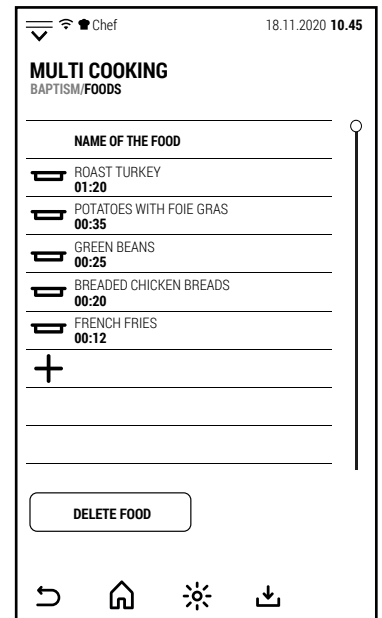 Chef 18.11.2020 10.45
MULTI COOKING
BAPTISM/FOODS
NAME OF THE FOOD
ROAST TURKEY
01:20
POTATOES WITH FOIE GRAS
00:35
GREEN BEANS
00:25
BREADED CHICKEN BREADS
00:20
FRENCH FRIES
00:12
DELETE FOOD